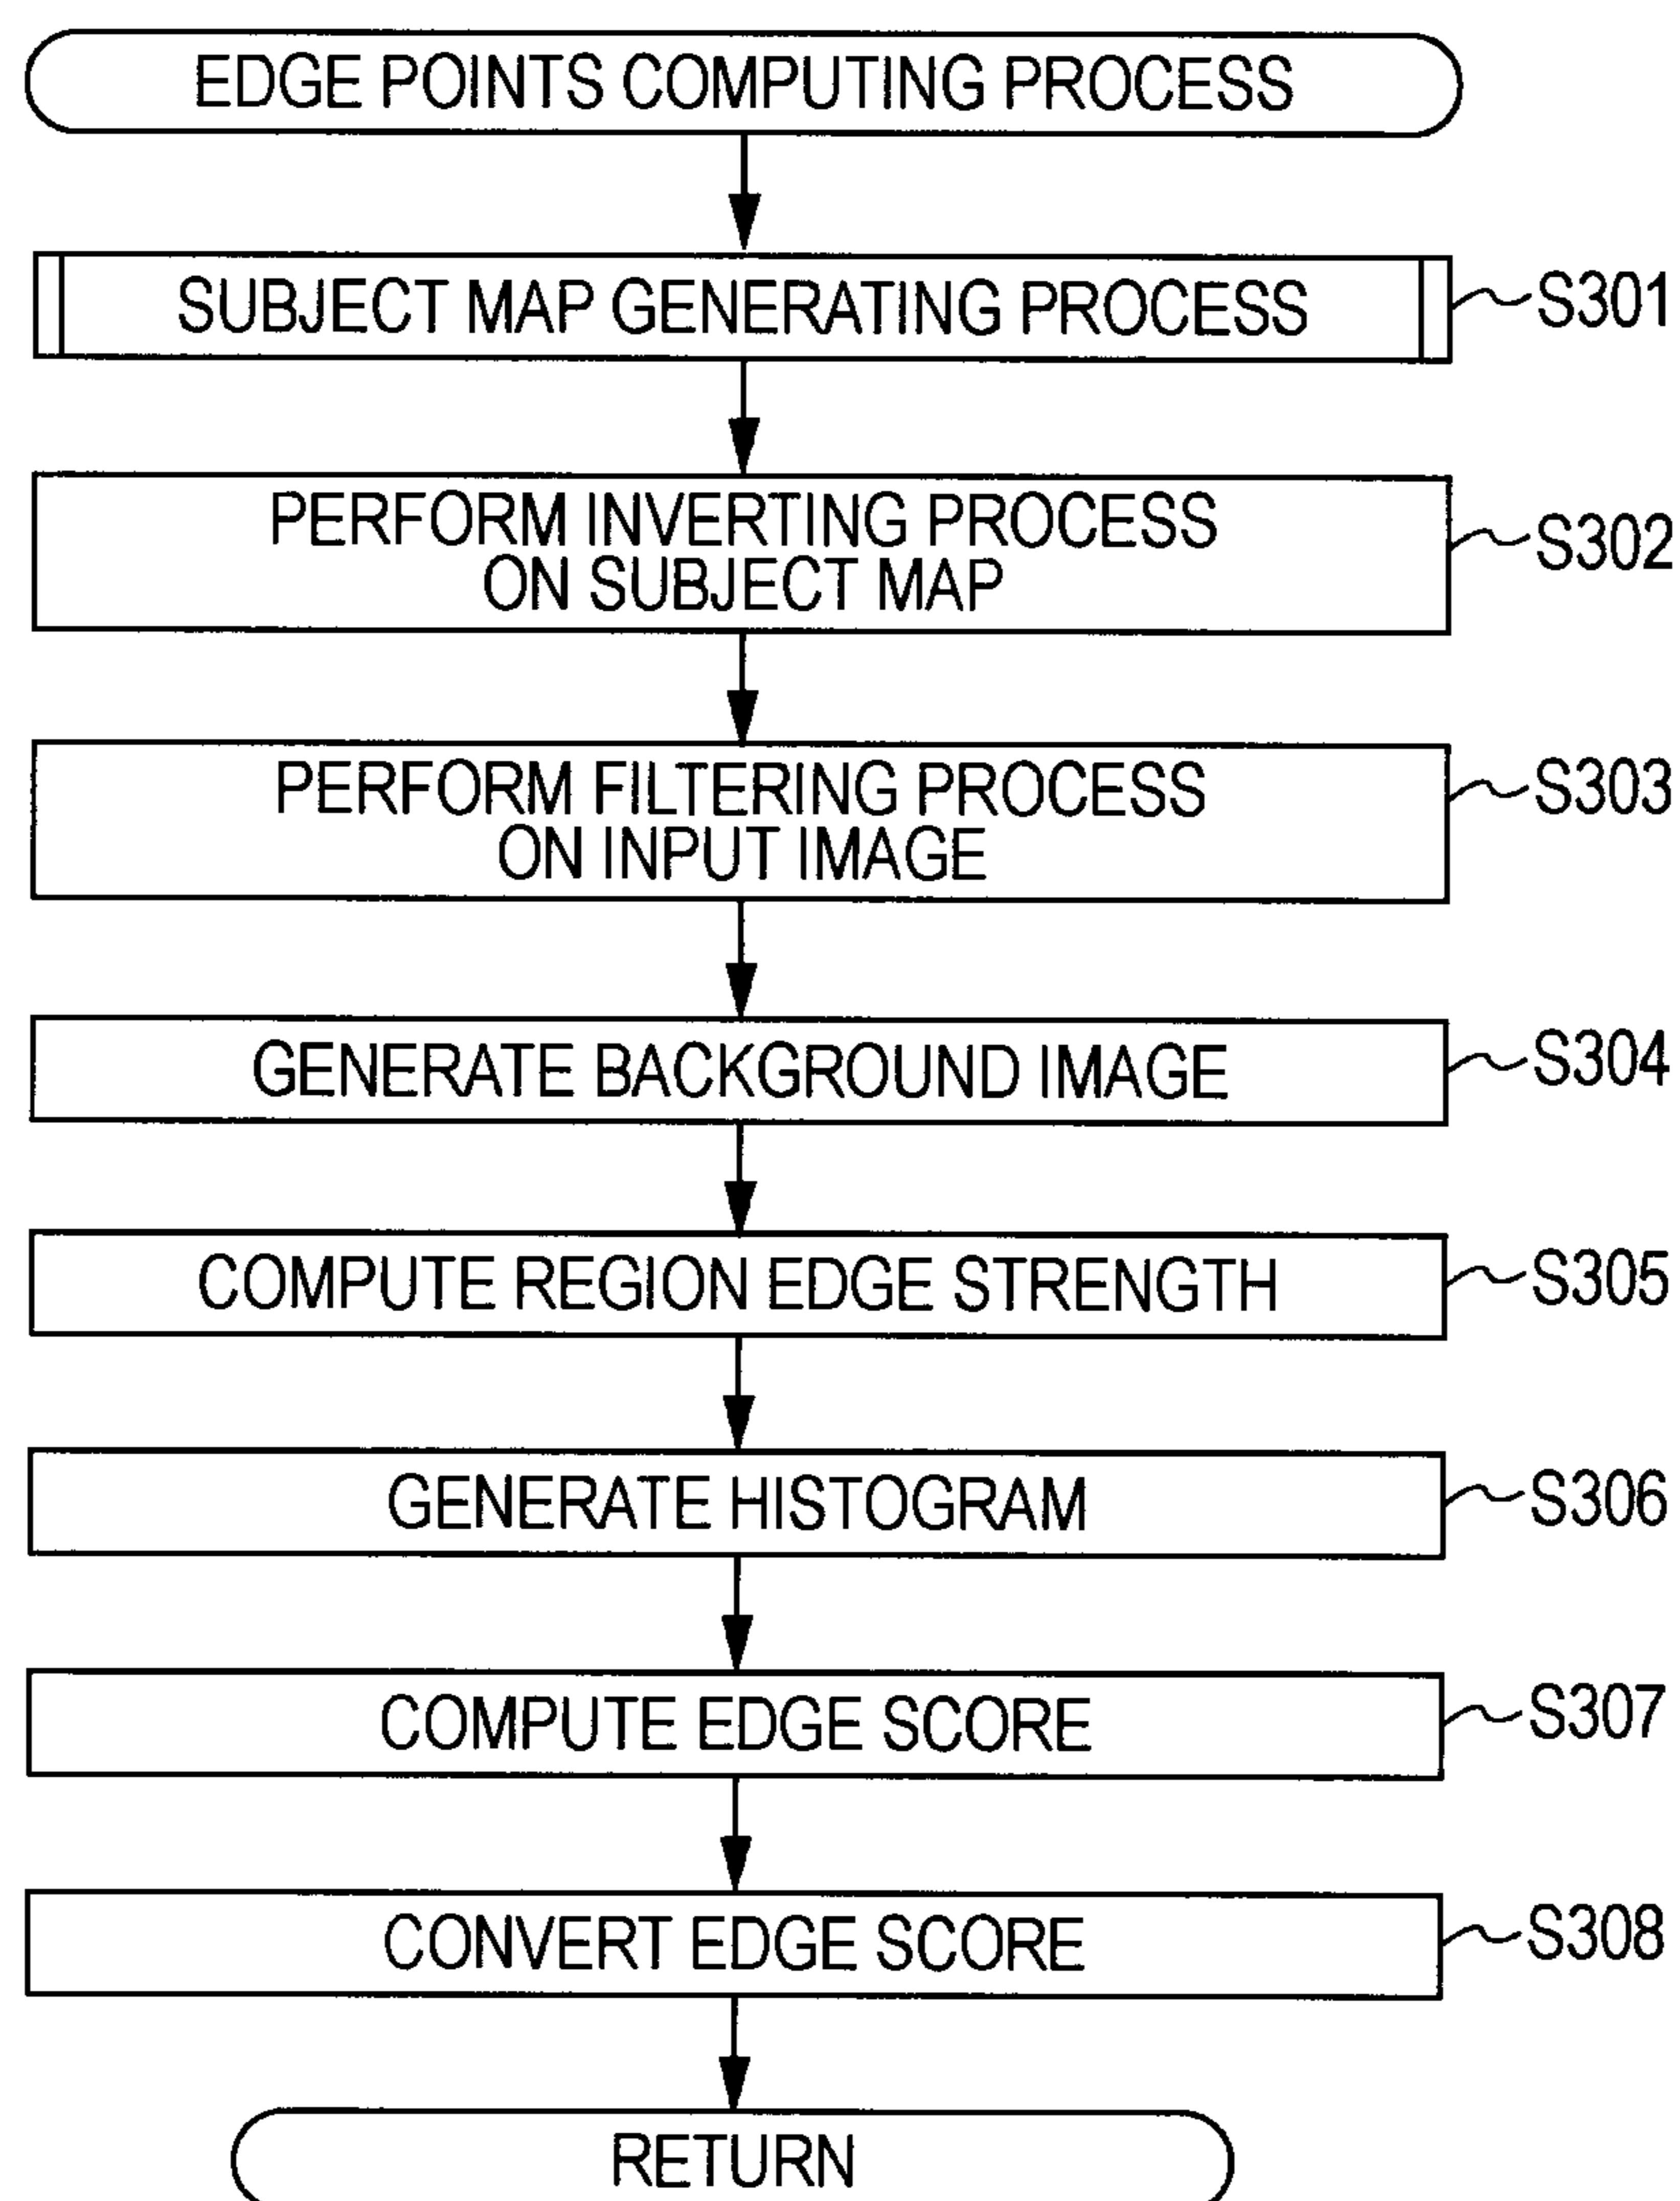 EDGE POINTS COMPUTING PROCESS
SUBJECT MAP GENERATING PROCESS
S301
PERFORM INVERTING PROCESS
ON SUBJECT MAP
S302
PERFORM FILTERING PROCESS
ON INPUT IMAGE
S303
GENERATE BACKGROUND IMAGE
S304
COMPUTE REGION EDGE STRENGTH
S305
GENERATE HISTOGRAM
S306
COMPUTE EDGE SCORE
S307
CONVERT EDGE SCORE
S308
RETURN